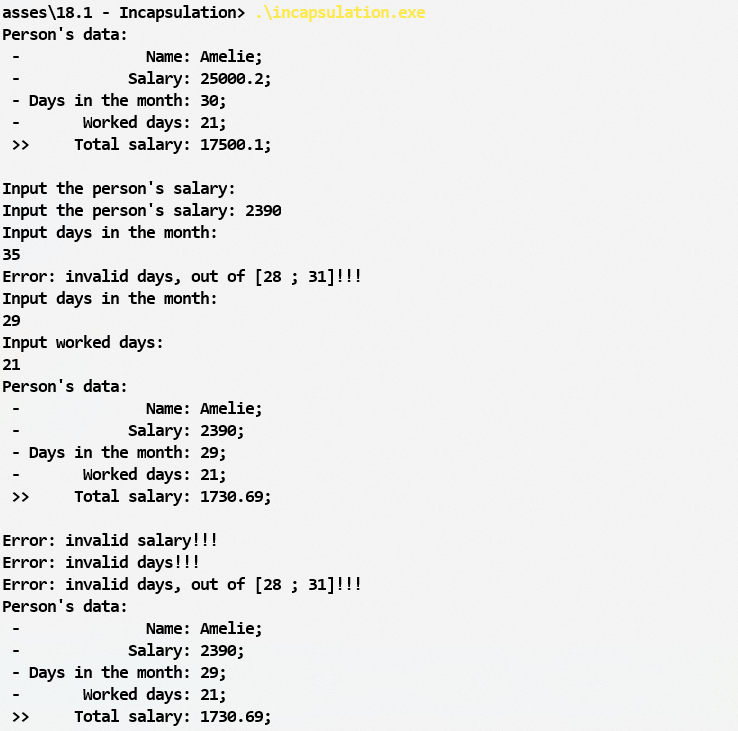 asses\18.1 - Incapsulation> .\incapsulation.exe
Person's data:
 -              Name: Amelie;
 -            Salary: 25000.2;
 - Days in the month: 30;
 -       Worked days: 21;
 >>     Total salary: 17500.1;

Input the person's salary:
Input the person's salary: 2390
Input days in the month:
35
Error: invalid days, out of [28 ; 31]!!!
Input days in the month:
29
Input worked days:
21
Person's data:
 -              Name: Amelie;
 -            Salary: 2390;
 - Days in the month: 29;
 -       Worked days: 21;
 >>     Total salary: 1730.69;

Error: invalid salary!!!
Error: invalid days!!!
Error: invalid days, out of [28 ; 31]!!!
Person's data:
 -              Name: Amelie;
 -            Salary: 2390;
 - Days in the month: 29;
 -       Worked days: 21;
 >>     Total salary: 1730.69;